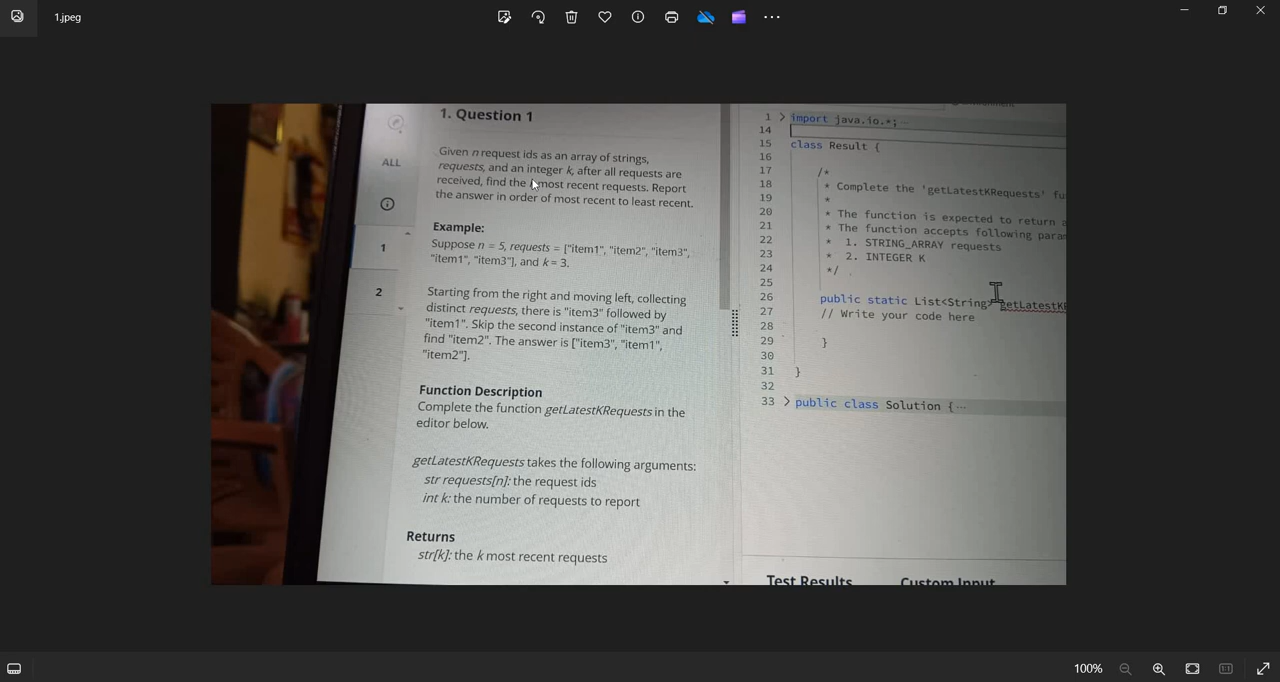 1.jpeg
1. Question 1
Given n request ids as an array of strings,
requests, and an integer k, after all requests are
received, find the most recent requests. Report
the answer in order of most recent to least recent.
ALL
Example:
Suppose n = 5, requests = ["item1", "item2", "item3",
"item1", "item3"], and k = 3.
1
2
Starting from the right and moving left, collecting
distinct requests, there is "item3" followed by
"item1". Skip the second instance of "item3" and
find "item2". The answer is ["item3", "item1",
"item2"].
Function Description
Complete the function getLatestKRequests in the
editor below.
getLatestKRequests takes the following arguments:
str requests[n]: the request ids
int k: the number of requests to report
Returns
str[k]: the k most recent requests
1 > import java.io.*; ...
14
15 class Result {
16
17 /*
18 * Complete the 'getLatestKRequests' fu
19 *
20 * The function is expected to return a
21 * The function accepts following para
22 * 1. STRING_ARRAY requests
23 * 2. INTEGER K
24 */
25
26 public static List<String> getLatestK
27 // Write your code here
28
29 }
30
31 }
32
33 > public class Solution { ...
Test Results Custom Input
100%